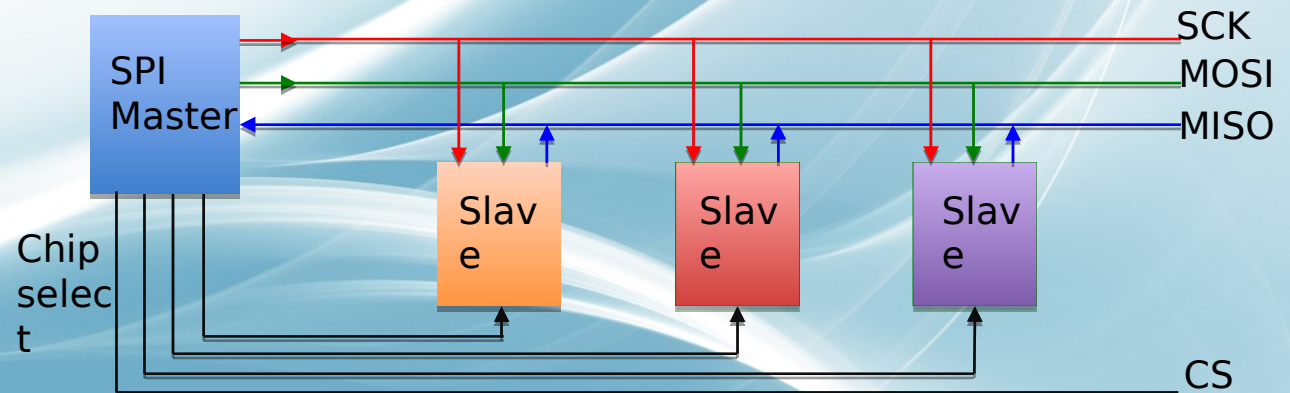 SCK
MOSI
MISO
SPI
Master
Slav
e
Slav
e
Slav
e
Chip
selec
t
CS